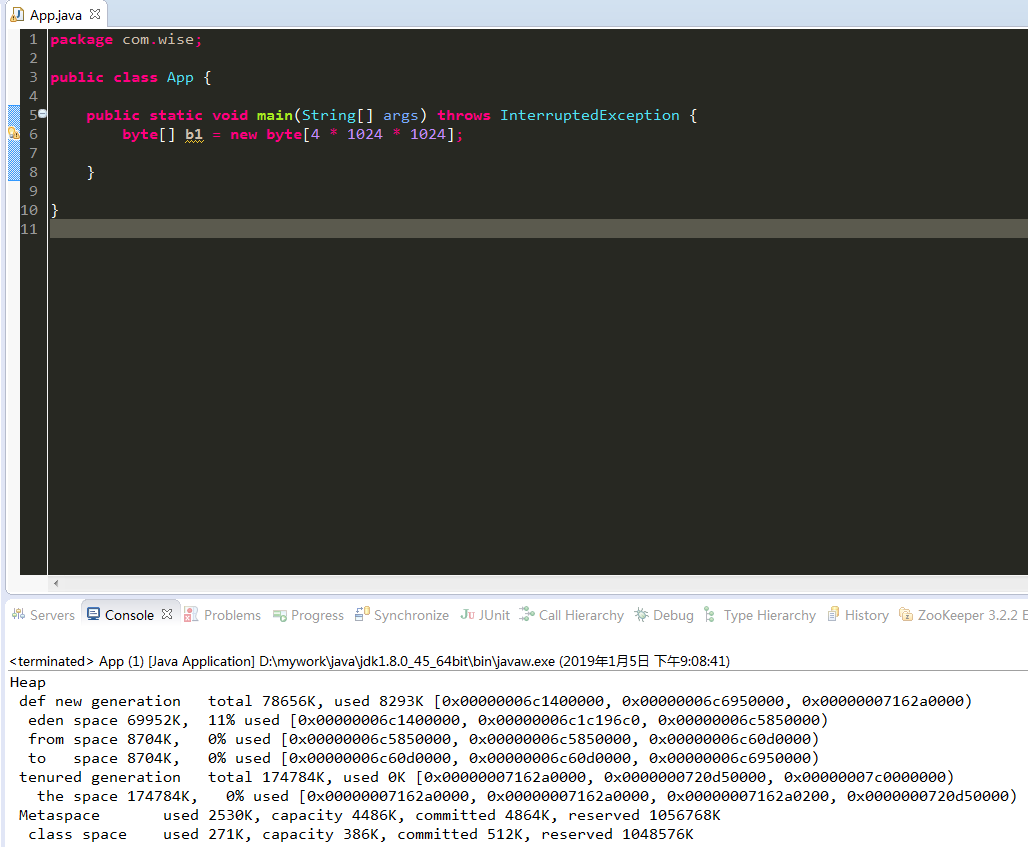 App.java
1 package com.wise;
2
3 public class App {
4
5 public static void main(String[] args) throws InterruptedException {
6 byte[] b1 = new byte[4 * 1024 * 1024];
7
8 }
9
10 }
11
Servers Console Problems Progress Synchronize JUnit Call Hierarchy Debug Type Hierarchy History ZooKeeper 3.2.2 E
<terminated> App (1) [Java Application] D:\mywork\java\jdk1.8.0_45_64bit\bin\javaw.exe (2019年1月5日 下午9:08:41)
Heap
def new generation   total 78656K, used 8293K [0x00000006c1400000, 0x00000006c6950000, 0x00000007162a0000)
eden space 69952K,  11% used [0x00000006c1400000, 0x00000006c1c196c0, 0x00000006c5850000)
from space 8704K,   0% used [0x00000006c5850000, 0x00000006c5850000, 0x00000006c60d0000)
to   space 8704K,   0% used [0x00000006c60d0000, 0x00000006c60d0000, 0x00000006c6950000)
tenured generation   total 174784K, used 0K [0x00000007162a0000, 0x0000000720d50000, 0x00000007c0000000)
the space 174784K,   0% used [0x00000007162a0000, 0x00000007162a0000, 0x00000007162a0200, 0x0000000720d50000)
Metaspace       used 2530K, capacity 4486K, committed 4864K, reserved 1056768K
class space    used 271K, capacity 386K, committed 512K, reserved 1048576K